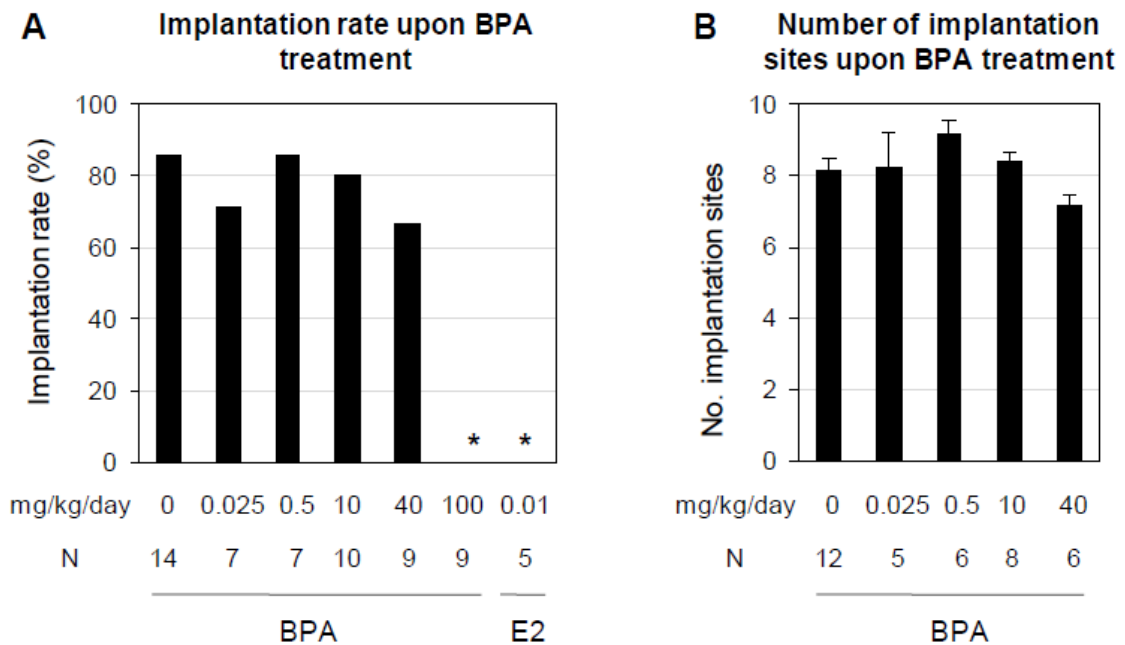 A
Implantation rate upon BPA
treatment
Implantation rate (%)
100
80
60
40
20
0
* *
mg/kg/day 0 0.025 0.5 10 40 100 0.01
N 14 7 7 10 9 9 5
BPA E2
B
Number of implantation
sites upon BPA treatment
No. implantation sites
10
8
6
4
2
0
mg/kg/day 0 0.025 0.5 10 40
N 12 5 6 8 6
BPA